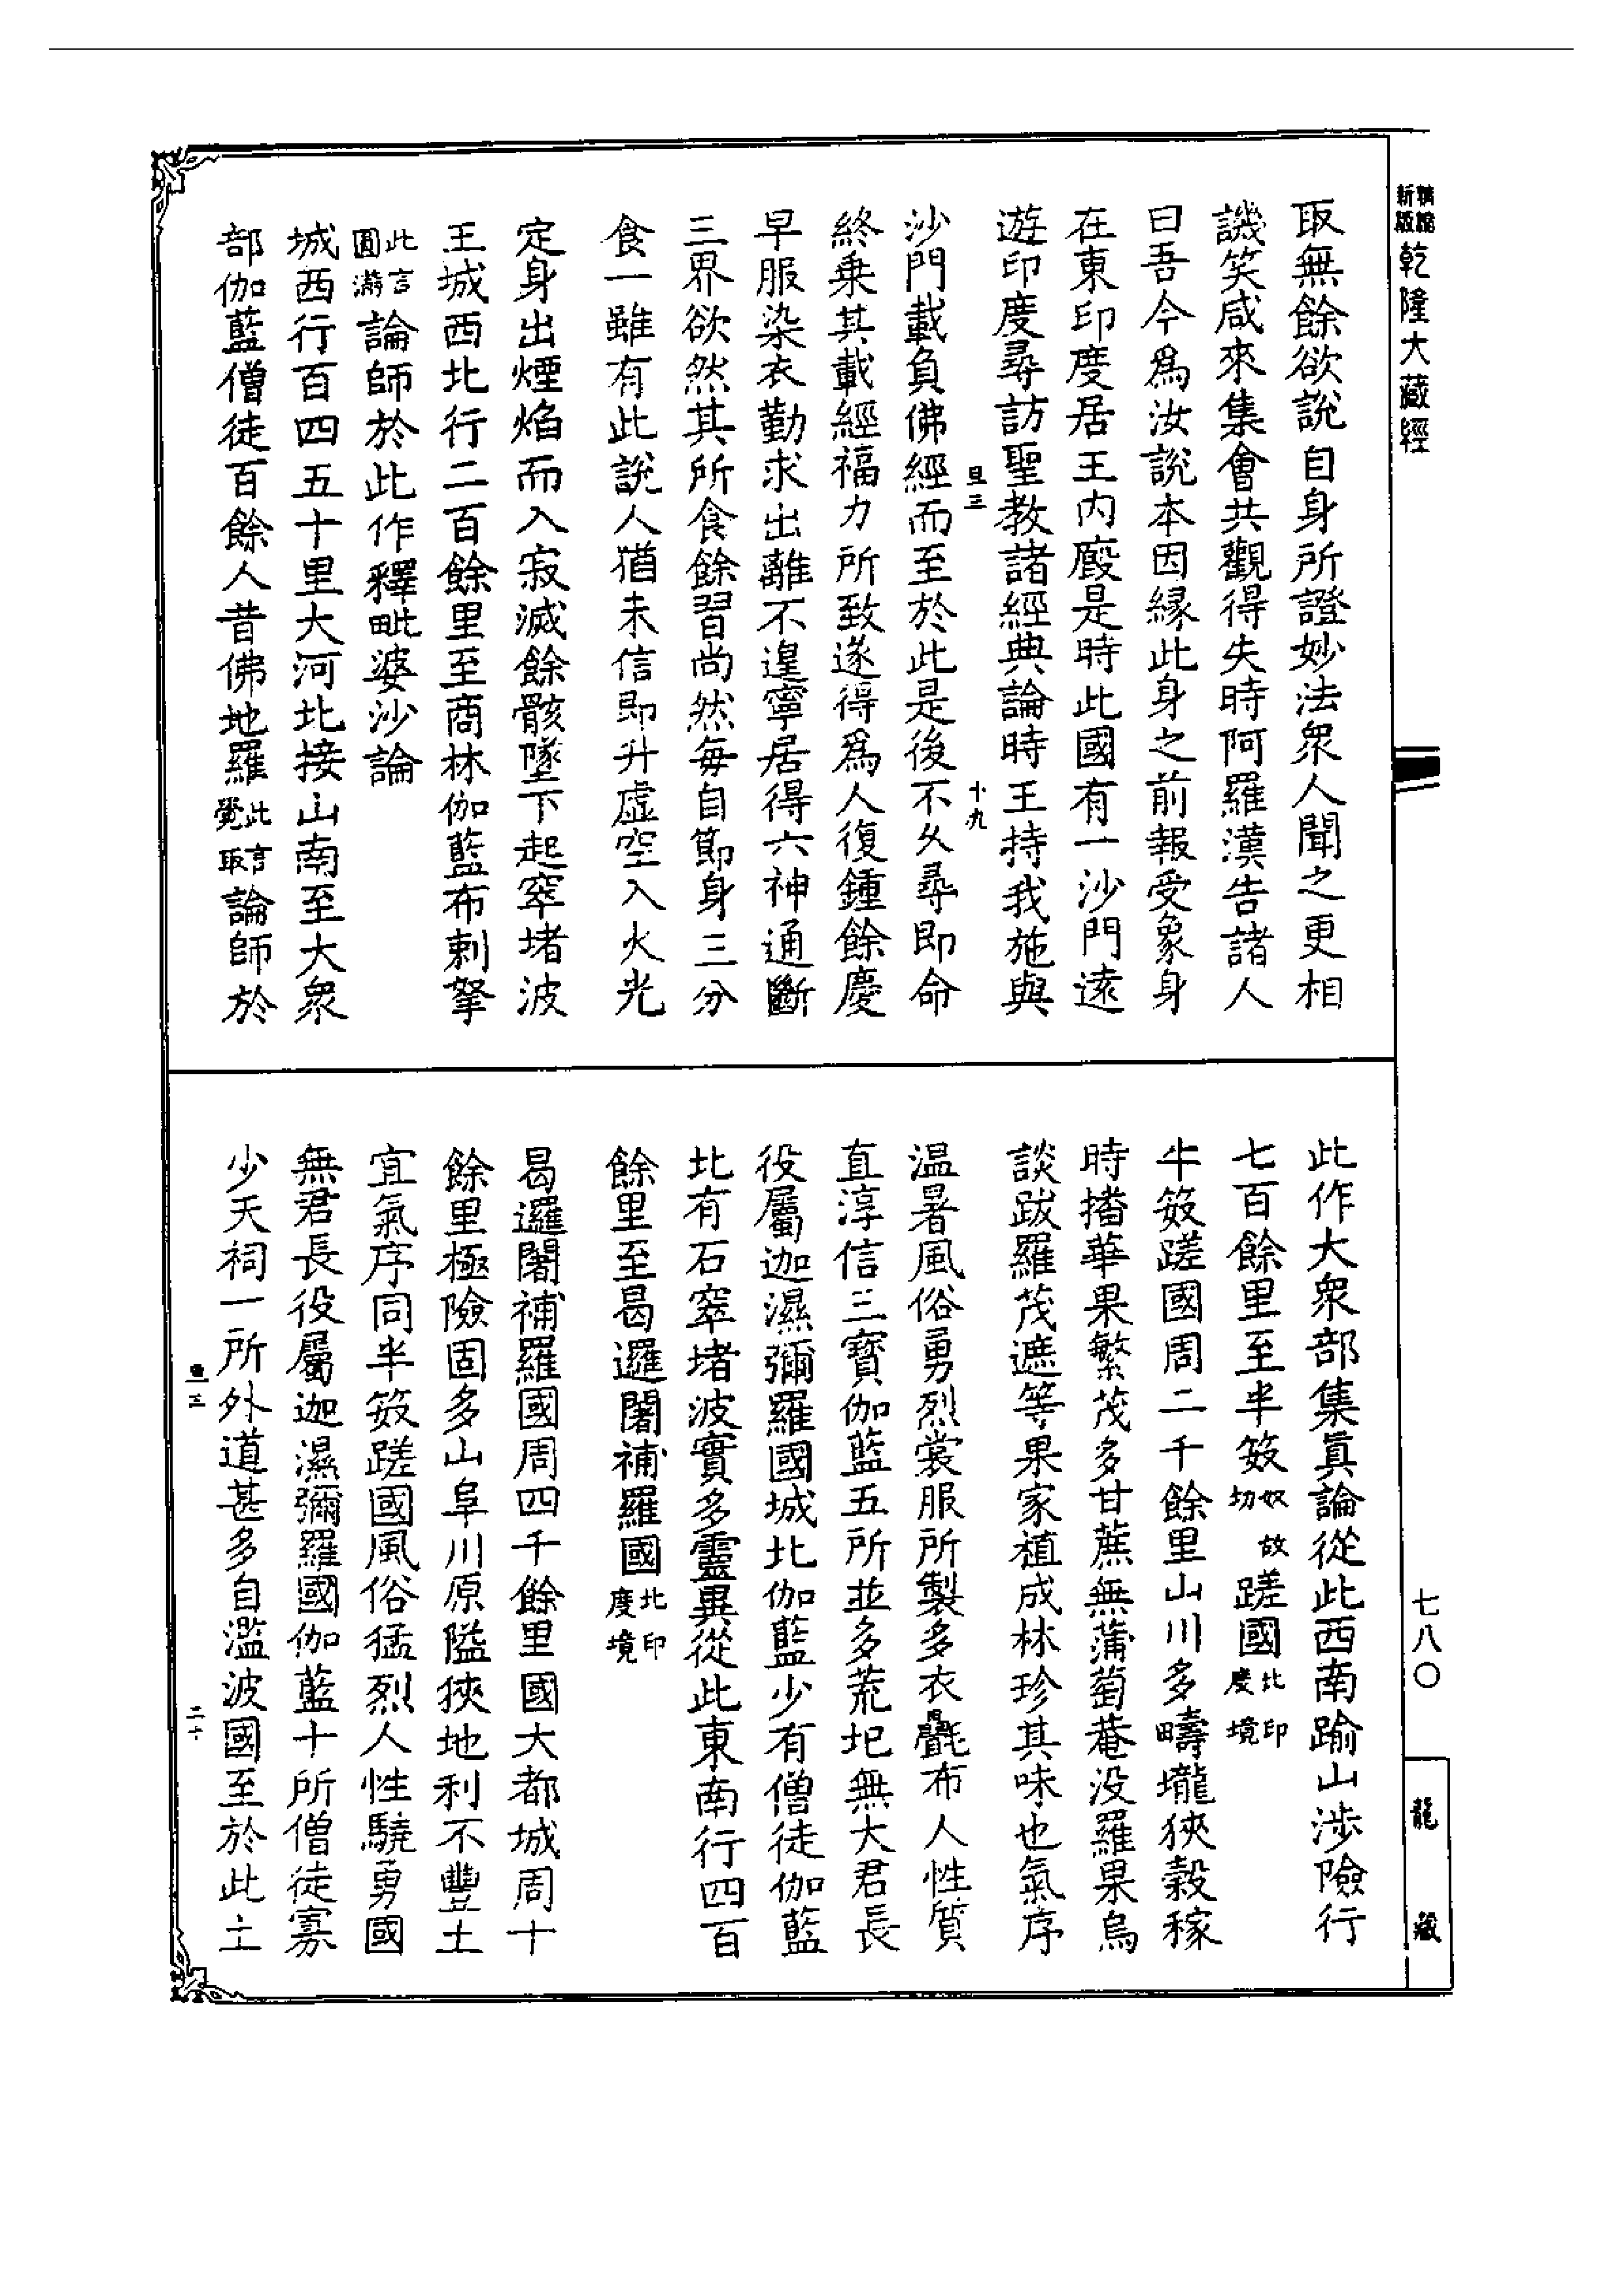 新版
精縮
乾隆大藏經
取無餘欲說自身所證妙法衆人聞之更相
譏笑咸來集會共觀得失時阿羅漢告諸人
曰吾今爲汝說本因緣此身之前報受象身
在東印度居王內廐是時此國有一沙門遠
遊印度尋訪聖教諸經典論時王持我施與
旦三　十九
沙門載負佛經而至於此是後不久尋即命
終乗其載經福力所致遂得爲人復鍾餘慶
早服染衣勤求出離不遑寧居得六神通斷
三界欲然其所食餘習尚然每自節身三分
食一雖有此說人猶未信即升虛空入火光
定身出煙焰而入寂滅餘骸墜下起窣堵波
王城西北行二百餘里至商林伽藍布剌拏
此言圓滿論師於此作釋毗婆沙論
城西行百四五十里大河北接山南至大衆
部伽藍僧徒百餘人昔佛地羅此言覺取論師於
此作大衆部集眞論從此西南踰山涉險行
七百餘里至半笯奴故切蹉國北印度境
半笯蹉國周二千餘里山川多疇壠狹穀稼
時播華果繁茂多甘蔗無蒲萄菴没羅果烏
談跋羅茂遮等果家植成林珍其味也氣序
温暑風俗勇烈裳服所製多衣㲲布人性質
直淳信三寶伽藍五所並多荒圯無大君長
役屬迦濕彌羅國城北伽藍少有僧徒伽藍
北有石窣堵波實多靈異從此東南行四百
餘里至曷邏闍補羅國北印度境
曷邏闍補羅國周四千餘里國大都城周十
餘里極險固多山阜川原隘狹地利不豐土
宜氣序同半笯蹉國風俗猛烈人性驍勇國
無君長役屬迦濕彌羅國伽藍十所僧徒寡
少天祠一所外道甚多自濫波國至於此土
三　二十
七八〇
龍藏